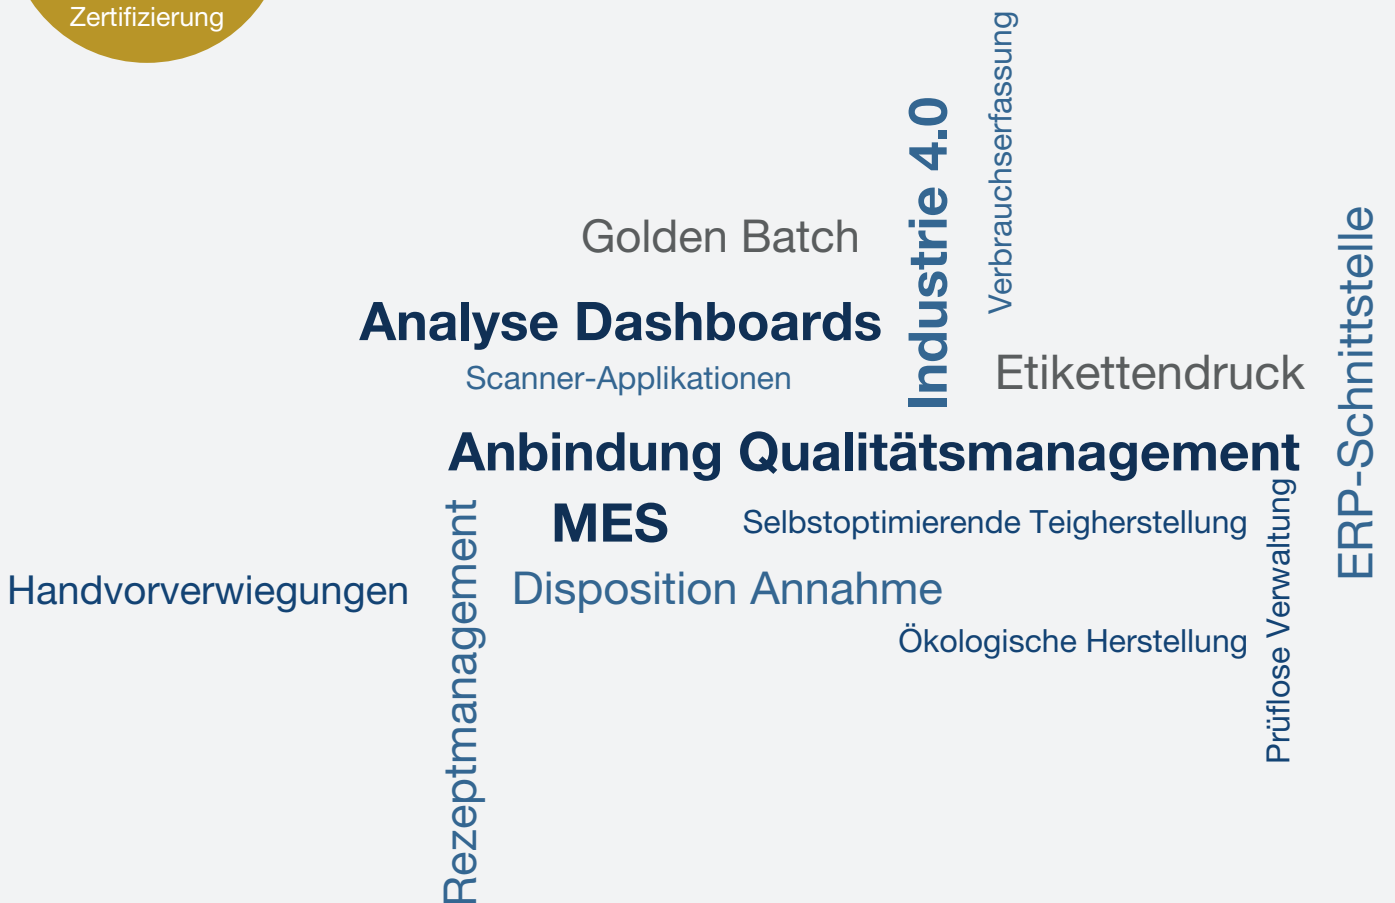 Zertifizierung
Verbrauchserfassung
Industrie 4.0
Golden Batch
ERP-Schnittstelle
Analyse Dashboards
Scanner-Applikationen
Etikettendruck
Anbindung Qualitätsmanagement
MES
Selbstoptimierende Teigherstellung
Prüflose Verwaltung
Rezeptmanagement
Handvorverwiegungen
Disposition Annahme
Ökologische Herstellung